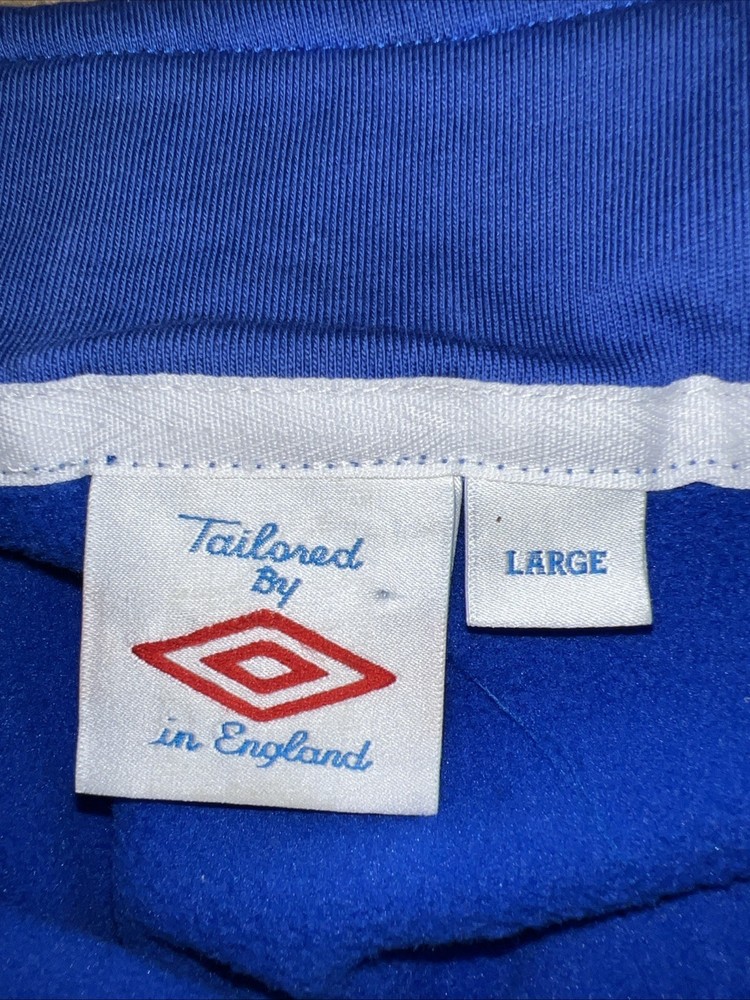 Tailored
By
in England
LARGE